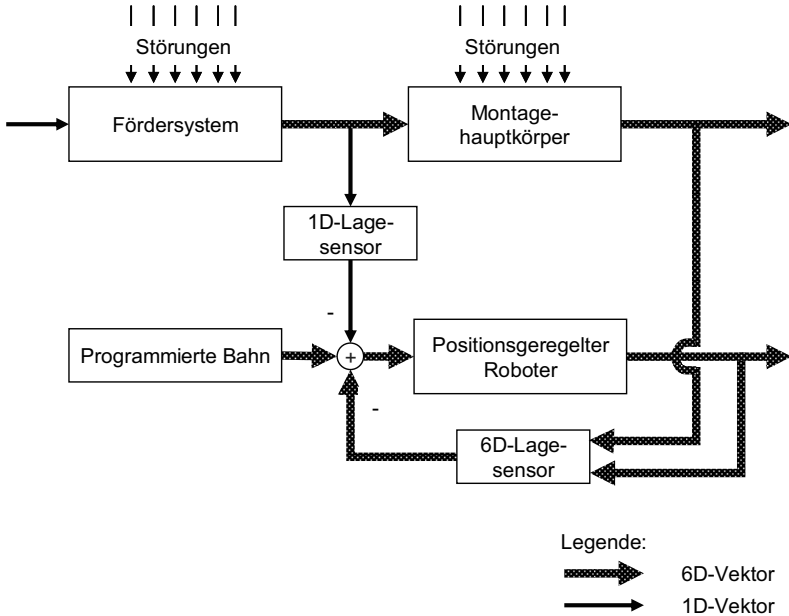 Störungen
Störungen
Fördersystem
Montage-
hauptkörper
1D-Lage-
sensor
-
Programmierte Bahn
+
Positionsgeregelter
Roboter
-
6D-Lage-
sensor
Legende:
6D-Vektor
1D-Vektor